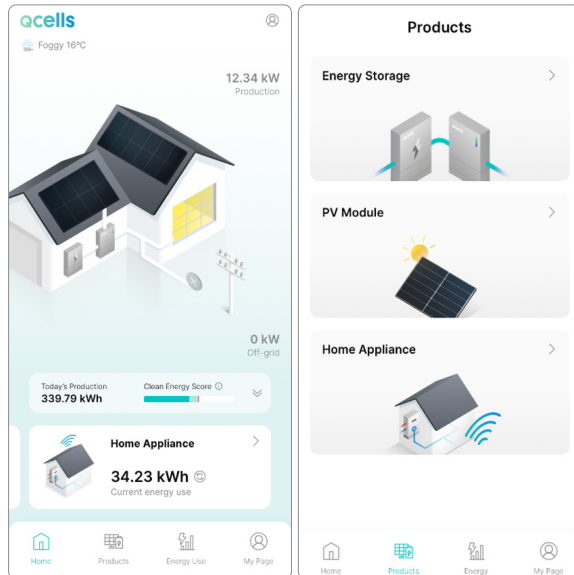 qcells
Foggy 16°C
12.34 kW
Production
0 kW
Off-grid
Today's Production
339.79 kWh
Clean Energy Score
Home Appliance
34.23 kWh
Current energy use
Home
Products
Energy Use
My Page
Products
Energy Storage
PV Module
Home Appliance
Home
Products
Energy
My Page